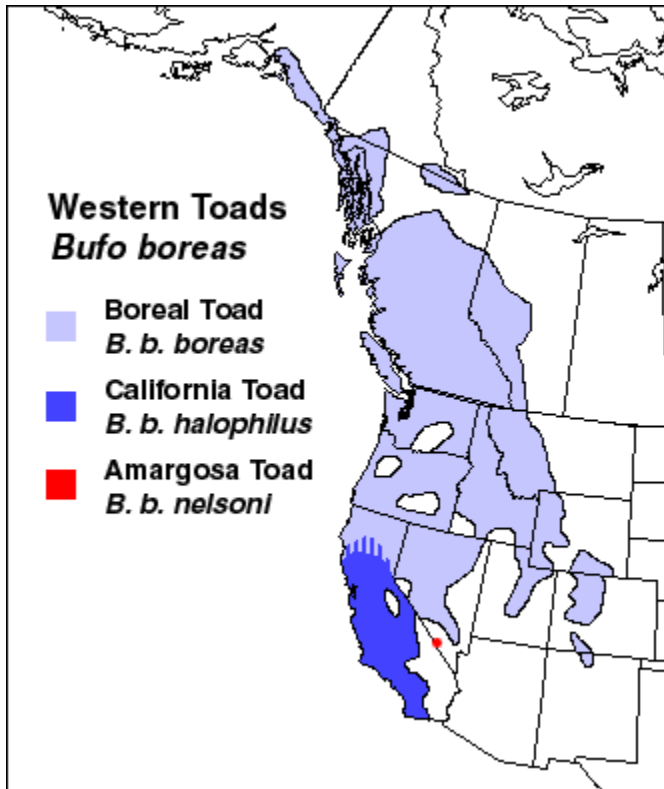 Western Toads
Bufo boreas
Boreal Toad
B. b. boreas
California Toad
B. b. halophilus
Amargosa Toad
B. b. nelsoni